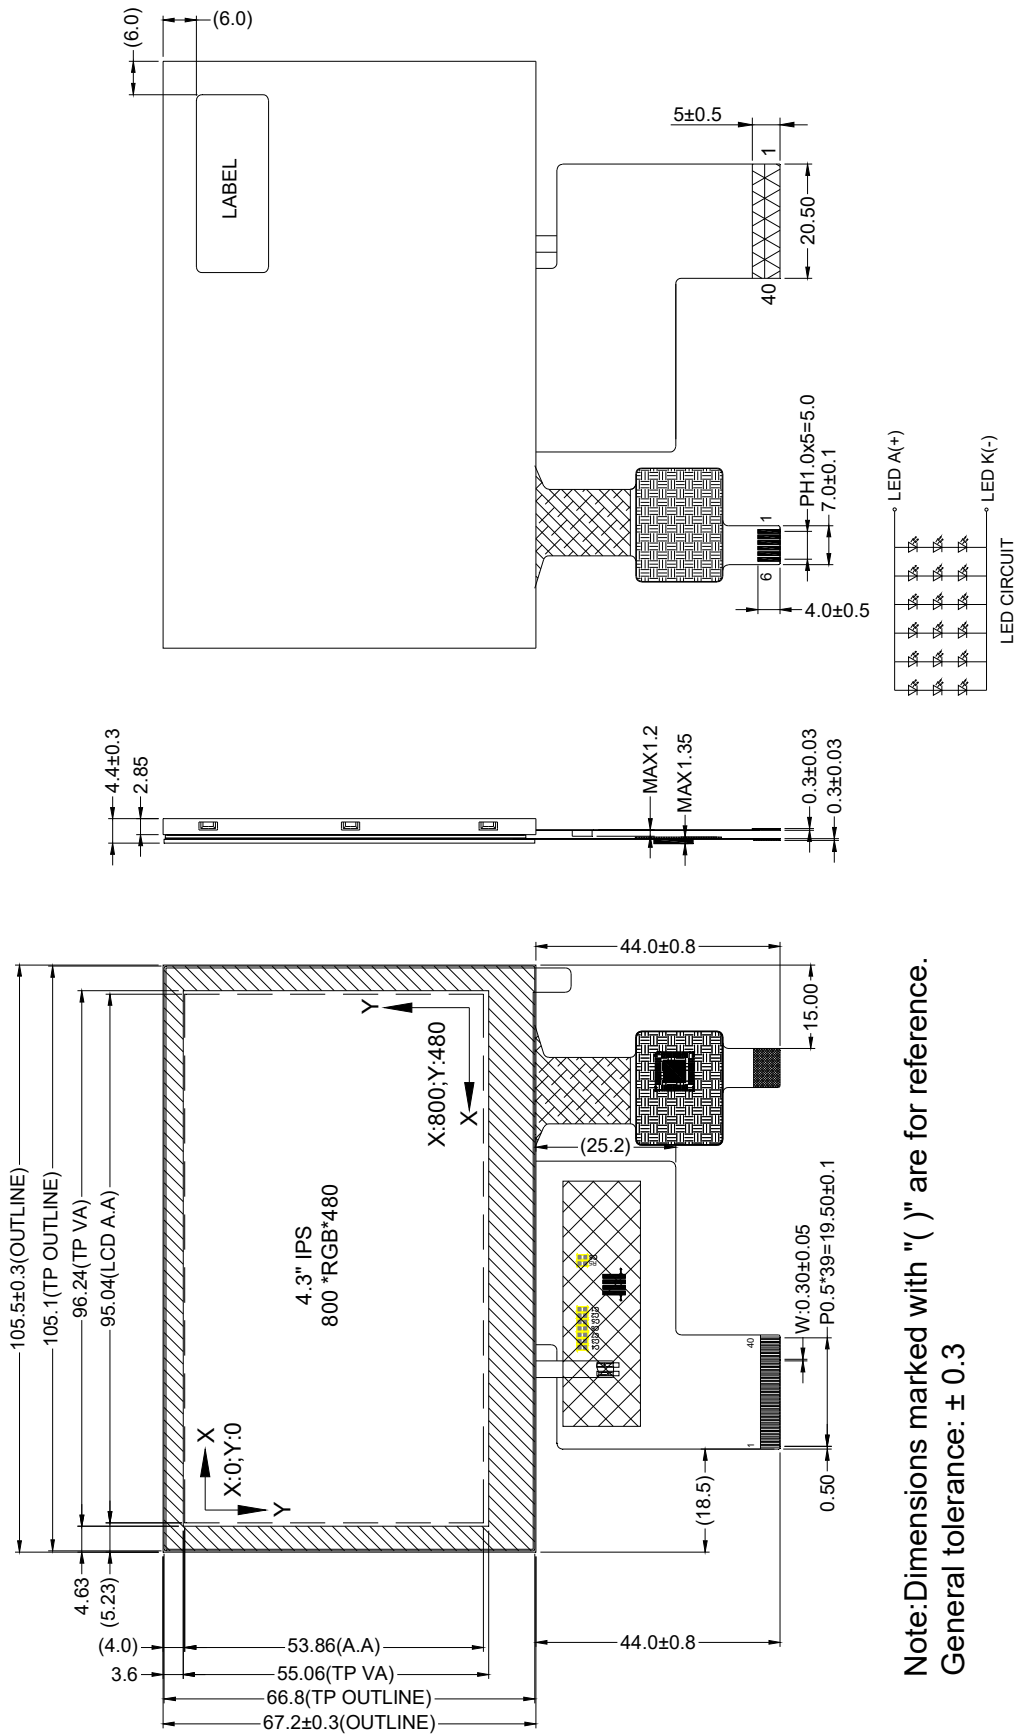 105.5±0.3(OUTLINE)
105.1(TP OUTLINE)
96.24(TP VA)
95.04(LCD A.A)
4.63
(5.23)
(4.0)
3.6
53.86(A.A)
55.06(TP VA)
66.8(TP OUTLINE)
67.2±0.3(OUTLINE)
X
X:0;Y:0
Y
4.3" IPS
800 *RGB*480
Y
X:800;Y:480
X
44.0±0.8
44.0±0.8
15.00
(25.2)
(18.5)
1
40
0.50
W:0.30±0.05
P0.5*39=19.50±0.1
4.4±0.3
2.85
MAX1.2
MAX1.35
0.3±0.03
0.3±0.03
(6.0)
(6.0)
LABEL
5±0.5
1
40
20.50
PH1.0x5=5.0
7.0±0.1
6
1
4.0±0.5
LED A(+)
LED K(-)
LED CIRCUIT
Note:Dimensions marked with "( )" are for reference.
General tolerance: ± 0.3